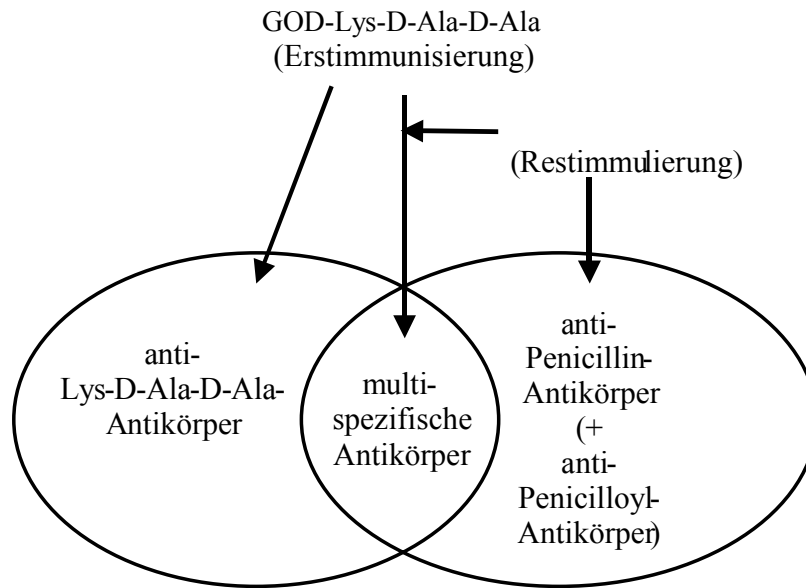 GOD-Lys-D-Ala-D-Ala
(Erstimmunisierung)
(Restimmulierung)
anti-
Lys-D-Ala-D-Ala-
Antikörper
multi-
spezifische
Antikörper
anti-
Penicillin-
Antikörper
(+
anti-
Penicilloyl-
Antikörper)